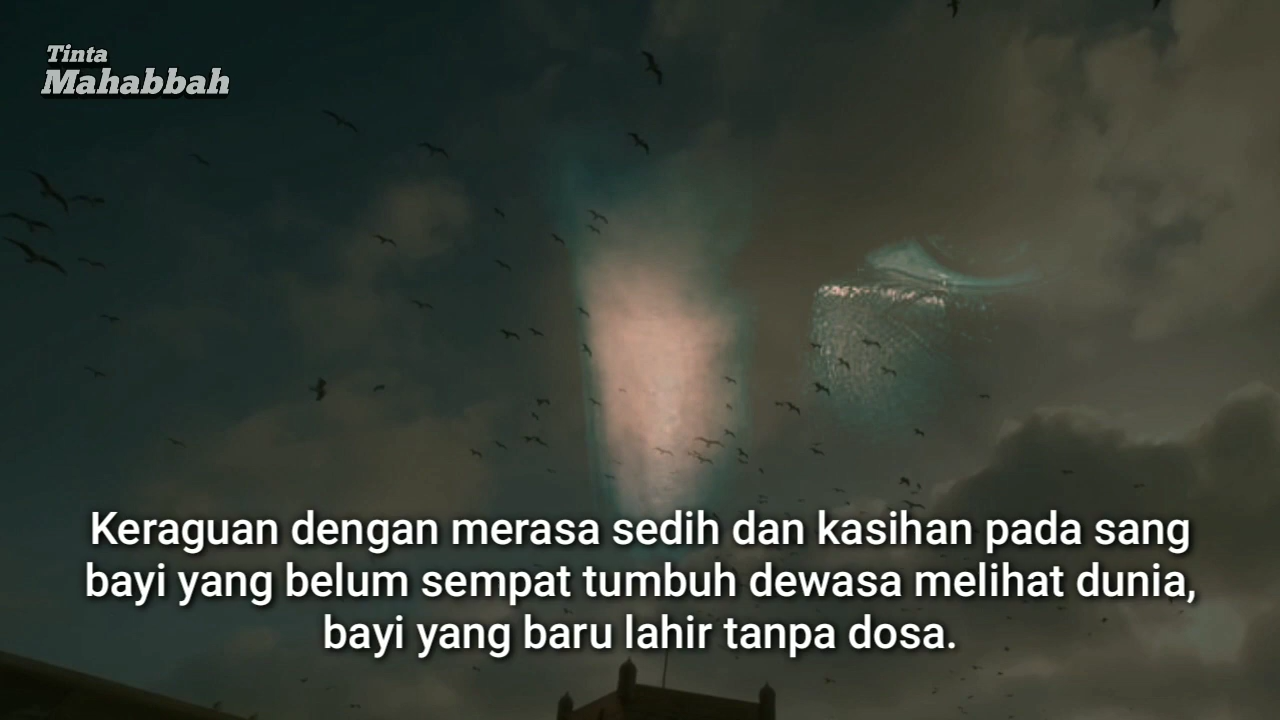 Tinta
Mahabbah
Keraguan dengan merasa sedih dan kasihan pada sang
bayi yang belum sempat tumbuh dewasa melihat dunia,
bayi yang baru lahir tanpa dosa.